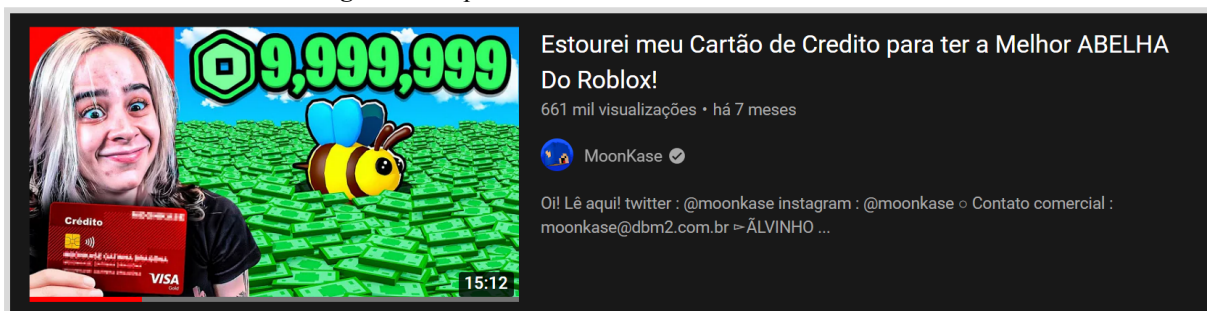 9,999,999
Crédito
VISA
Gold
15:12
Estourei meu Cartão de Credito para ter a Melhor ABELHA
Do Roblox!
661 mil visualizações • há 7 meses
MoonKase
Oi! Lê aqui! twitter : @moonkase instagram : @moonkase ○ Contato comercial :
moonkase@dbm2.com.br ➳ÃLVINHO ...